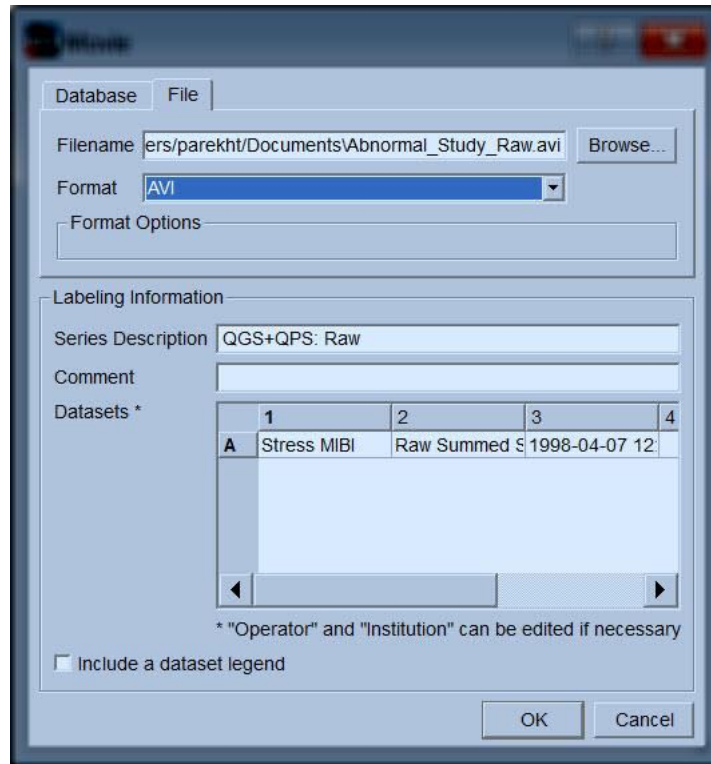 Movie
Database File
Filename ers/parekht/Documents\Abnormal_Study_Raw.avi Browse...
Format AVI
Format Options
Labeling Information
Series Description QGS+QPS: Raw
Comment
Datasets *
1 2 3 4
A Stress MIBI Raw Summed S 1998-04-07 12:
* "Operator" and "Institution" can be edited if necessary
Include a dataset legend
OK Cancel